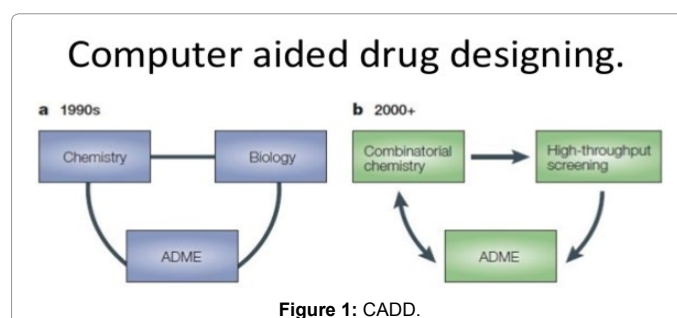 Computer aided drug designing.
a 1990s
Chemistry
Biology
ADME
b 2000+
Combinatorial
chemistry
High-throughput
screening
ADME
Figure 1: CADD.